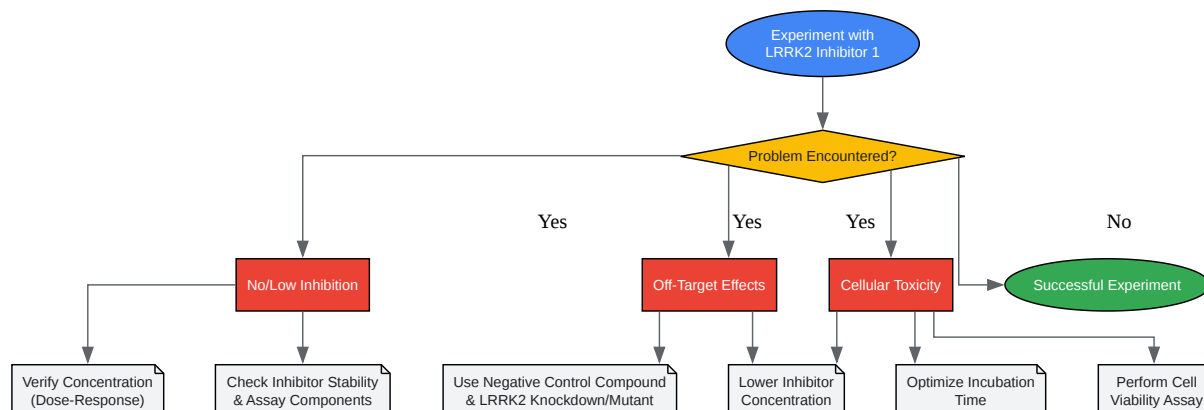 Experiment with
LRRK2 Inhibitor 1
Problem Encountered?
Yes
Yes
Yes
No
No/Low Inhibition
Off-Target Effects
Cellular Toxicity
Successful Experiment
Verify Concentration
(Dose-Response)
Check Inhibitor Stability
& Assay Components
Use Negative Control Compound
& LRRK2 Knockdown/Mutant
Lower Inhibitor
Concentration
Optimize Incubation
Time
Perform Cell
Viability Assay